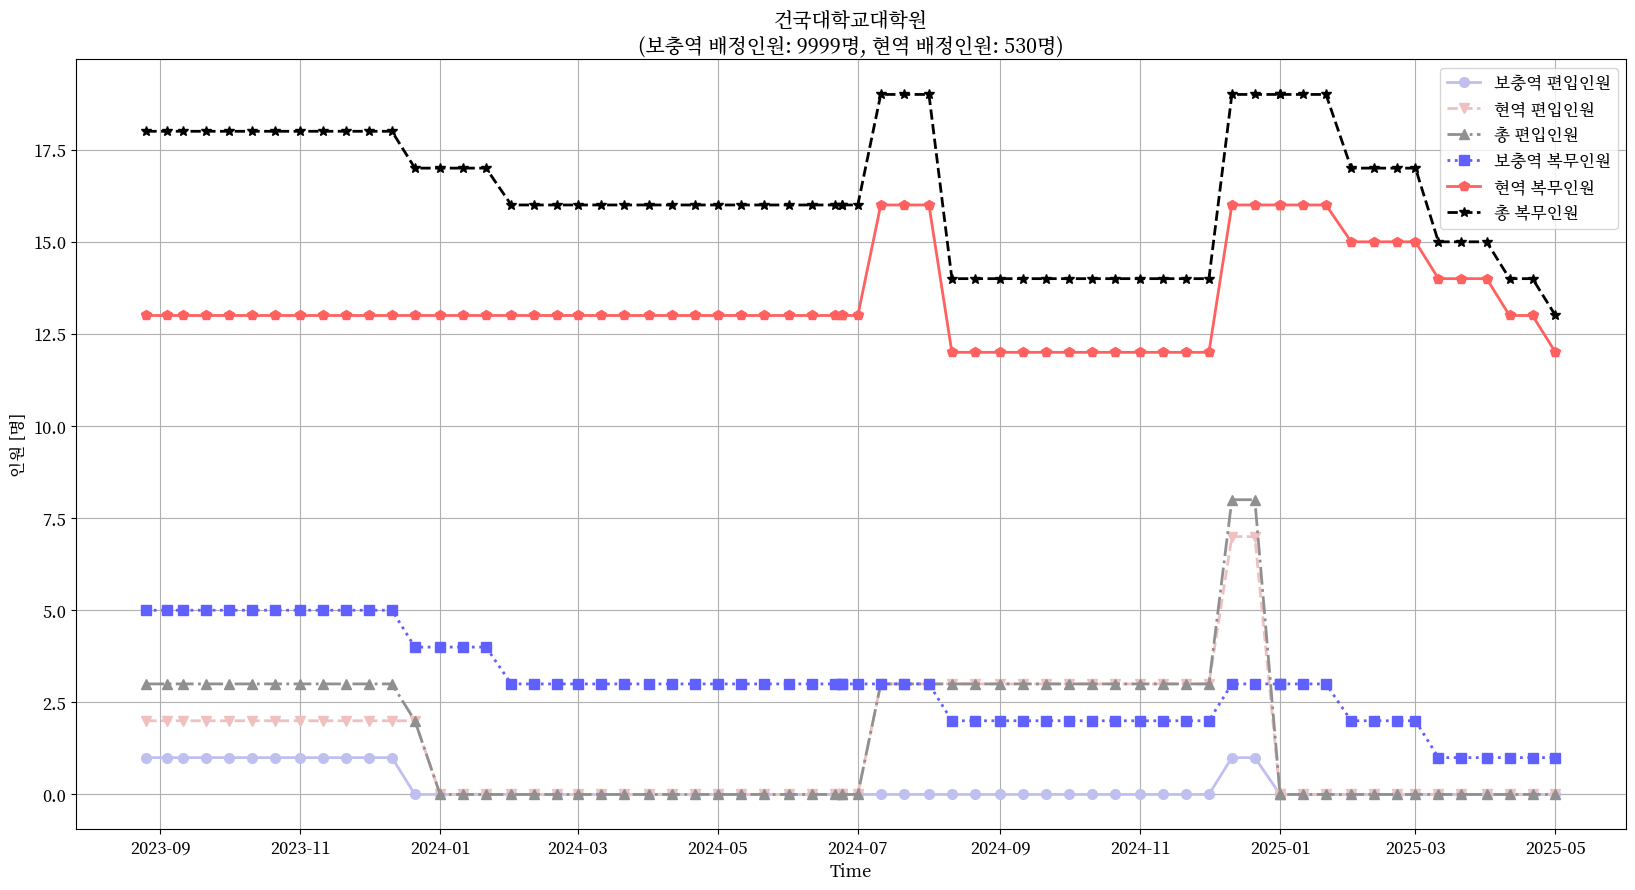 건국대학교대학원
(보충역 배정인원: 9999명, 현역 배정인원: 530명)
보충역 편입인원
현역 편입인원
총 편입인원
보충역 복무인원
현역 복무인원
총 복무인원
인원 [명]
17.5
15.0
12.5
10.0
7.5
5.0
2.5
0.0
2023-09 2023-11 2024-01 2024-03 2024-05 2024-07 2024-09 2024-11 2025-01 2025-03 2025-05
Time